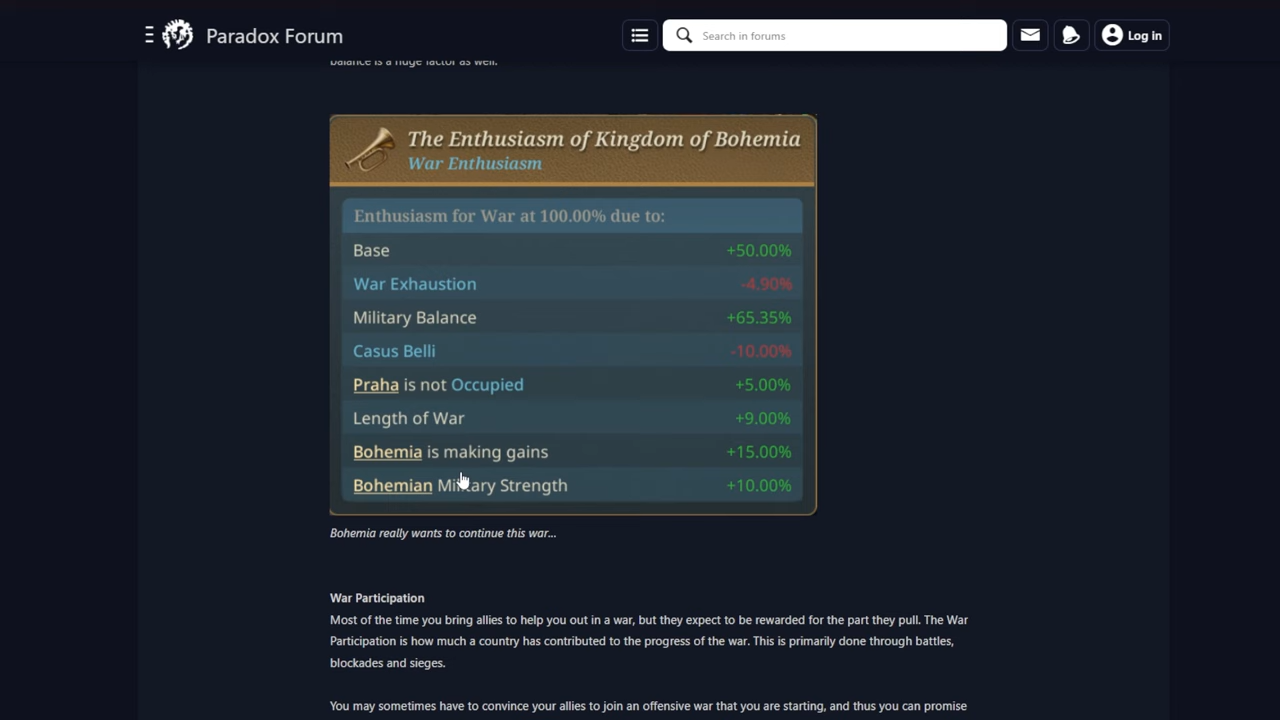 Paradox Forum
Search in forums
Log in
balance is a huge factor as well.
The Enthusiasm of Kingdom of Bohemia
War Enthusiasm
Enthusiasm for War at 100.00% due to:
Base +50.00%
War Exhaustion -4.90%
Military Balance +65.35%
Casus Belli -10.00%
Praha is not Occupied +5.00%
Length of War +9.00%
Bohemia is making gains +15.00%
Bohemian Military Strength +10.00%
Bohemia really wants to continue this war...
War Participation
Most of the time you bring allies to help you out in a war, but they expect to be rewarded for the part they pull. The War
Participation is how much a country has contributed to the progress of the war. This is primarily done through battles,
blockades and sieges.
You may sometimes have to convince your allies to join an offensive war that you are starting, and thus you can promise